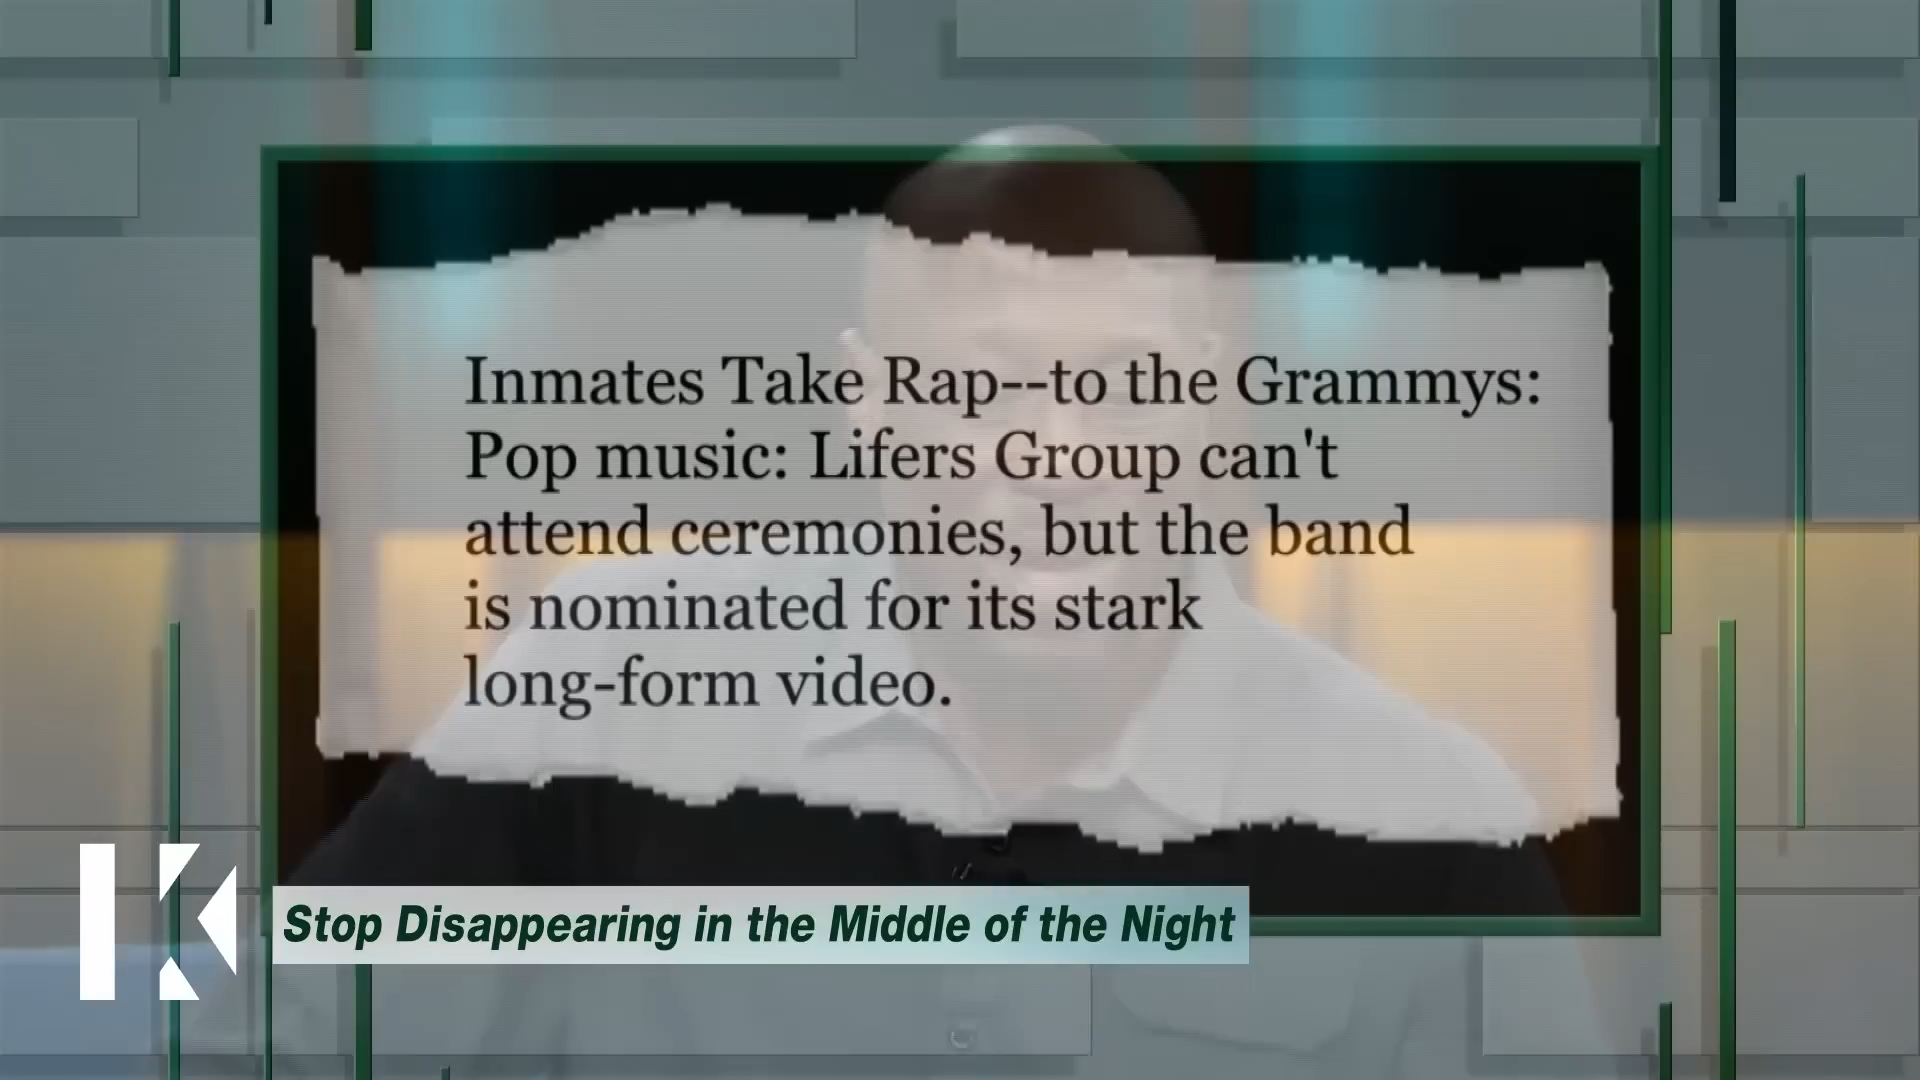 Inmates Take Rap--to the Grammys:
Pop music: Lifers Group can't
attend ceremonies, but the band
is nominated for its stark
long-form video.
K
Stop Disappearing in the Middle of the Night